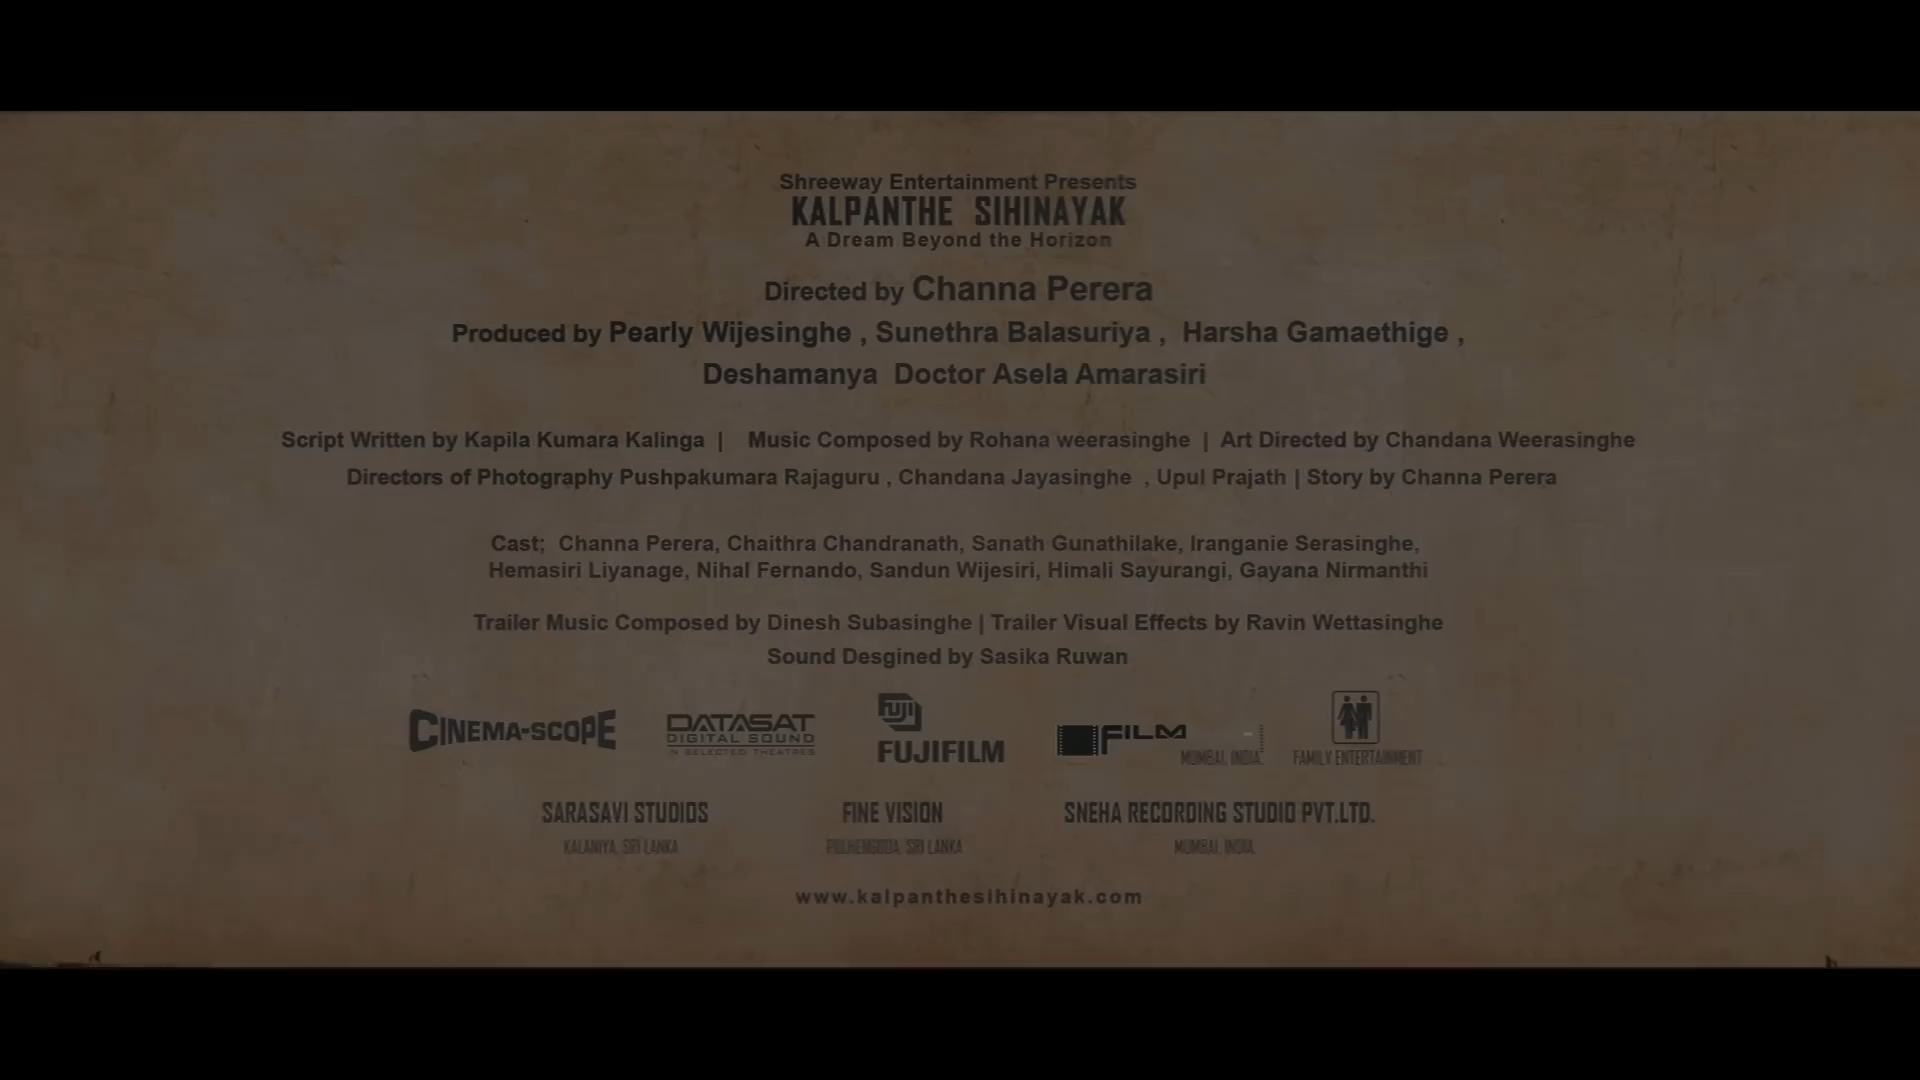 Shreeway Entertainment Presents
KALPANTHE SIHINAYAK
A Dream Beyond the Horizon
Directed by Channa Perera
Produced by Pearly Wijesinghe , Sunethra Balasuriya , Harsha Gamaethige ,
Deshamanya Doctor Asela Amarasiri
Script Written by Kapila Kumara Kalinga | Music Composed by Rohana weerasinghe | Art Directed by Chandana Weerasinghe
Directors of Photography Pushpakumara Rajaguru , Chandana Jayasinghe , Upul Prajath | Story by Channa Perera
Cast; Channa Perera, Chaithra Chandranath, Sanath Gunathilake, Iranganie Serasinghe,
Hemasiri Liyanage, Nihal Fernando, Sandun Wijesiri, Himali Sayurangi, Gayana Nirmanthi
Trailer Music Composed by Dinesh Subasinghe | Trailer Visual Effects by Ravin Wettasinghe
Sound Desgined by Sasika Ruwan
CINEMA-SCOPE
DATASAT
DIGITAL SOUND
IN SELECTED THEATRES
Fuji
FUJIFILM
FILM
MUMBAI, INDIA.
FAMILY ENTERTAINMENT
SARASAVI STUDIOS FINE VISION SNEHA RECORDING STUDIO PVT.LTD.
KALANIYA, SRI LANKA POLHENGODA, SRI LANKA MUMBAI, INDIA.
www.kalpanthesihinayak.com